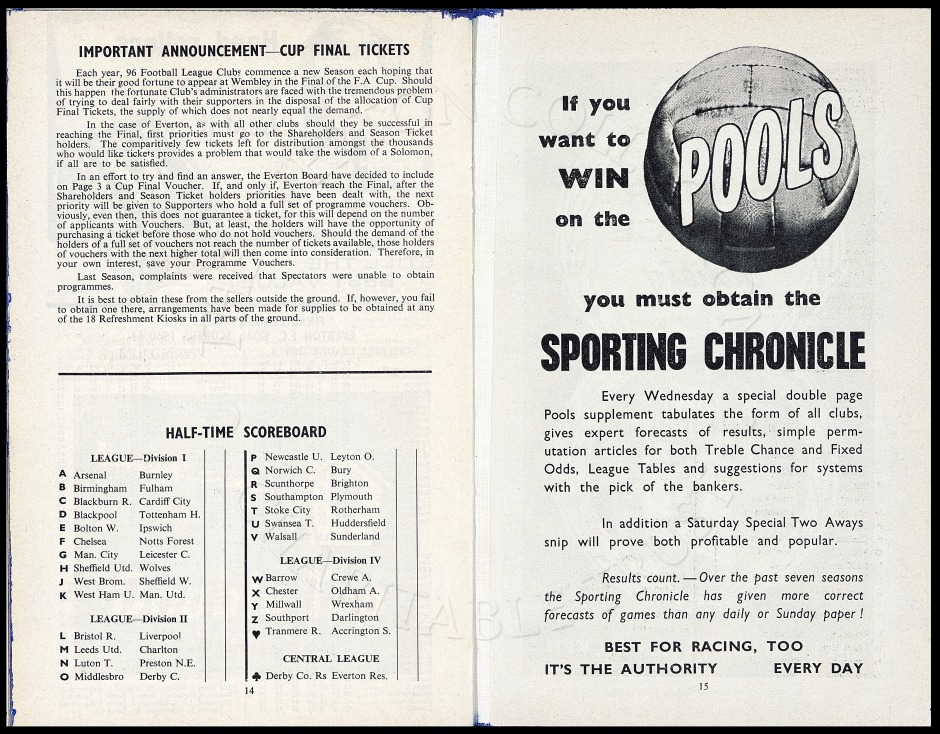 IMPORTANT ANNOUNCEMENT—CUP FINAL TICKETS
Each year, 96 Football League Clubs commence a new Season each hoping that
it will be their good fortune to appear at Wembley in the Final of the F.A Cup. Should
this happen the fortunate Club's administrators are faced with the tremendous problem
of trying to deal fairly with their supporters in the disposal of the allocation of Cup
Final Tickets, the supply of which does not nearly equal the demand.
In the case of Everton, as with all other clubs should they be successful in
reaching the Final, first priorities must go to the Shareholders and Season Ticket
holders. The comparitively few tickets left for distribution amongst the thousands
who would like tickets provides a problem that would take the wisdom of a Solomon,
if all are to be satisfied.
In an effort to try and find an answer, the Everton Board have decided to include
on Page 3 a Cup Final Voucher. If, and only if, Everton reach the Final, after the
Shareholders and Season Ticket holders priorities have been dealt with, the next
priority will be given to Supporters who hold a full set of programme vouchers. Ob-
viously, even then, this does not guarantee a ticket, for this will depend on the number
of applicants with Vouchers. But, at least, the holders will have the opportunity of
purchasing a ticket before those who do not hold vouchers. Should the demand of the
holders of a full set of vouchers not reach the number of tickets available, those holders
of vouchers with the next higher total will then come into consideration. Therefore, in
your own interest, save your Programme Vouchers.
Last Season, complaints were received that Spectators were unable to obtain
programmes.
It is best to obtain these from the sellers outside the ground. If, however, you fail
to obtain one there, arrangements have been made for supplies to be obtained at any
of the 18 Refreshment Kiosks in all parts of the ground.
HALF-TIME SCOREBOARD
LEAGUE—Division I
A Arsenal Burnley
B Birmingham Fulham
C Blackburn R. Cardiff City
D Blackpool Tottenham H.
E Bolton W. Ipswich
F Chelsea Notts Forest
G Man. City Leicester C.
H Sheffield Utd. Wolves
J West Brom. Sheffield W.
K West Ham U. Man. Utd.
LEAGUE—Division II
L Bristol R. Liverpool
M Leeds Utd. Charlton
N Luton T. Preston N.E.
O Middlesbro Derby C.
P Newcastle U. Leyton O.
Q Norwich C. Bury
R Scunthorpe Brighton
S Southampton Plymouth
T Stoke City Rotherham
U Swansea T. Huddersfield
V Walsall Sunderland
LEAGUE—Division IV
W Barrow Crewe A.
X Chester Oldham A.
Y Millwall Wrexham
Z Southport Darlington
♥ Tranmere R. Accrington S.
CENTRAL LEAGUE
♣ Derby Co. Rs Everton Res.
14
If you
want to
WIN
on the
POOLS
you must obtain the
SPORTING CHRONICLE
Every Wednesday a special double page
Pools supplement tabulates the form of all clubs,
gives expert forecasts of results, simple perm-
utation articles for both Treble Chance and Fixed
Odds, League Tables and suggestions for systems
with the pick of the bankers.
In addition a Saturday Special Two Aways
snip will prove both profitable and popular.
Results count.—Over the past seven seasons
the Sporting Chronicle has given more correct
forecasts of games than any daily or Sunday paper!
BEST FOR RACING, TOO
IT'S THE AUTHORITY EVERY DAY
15